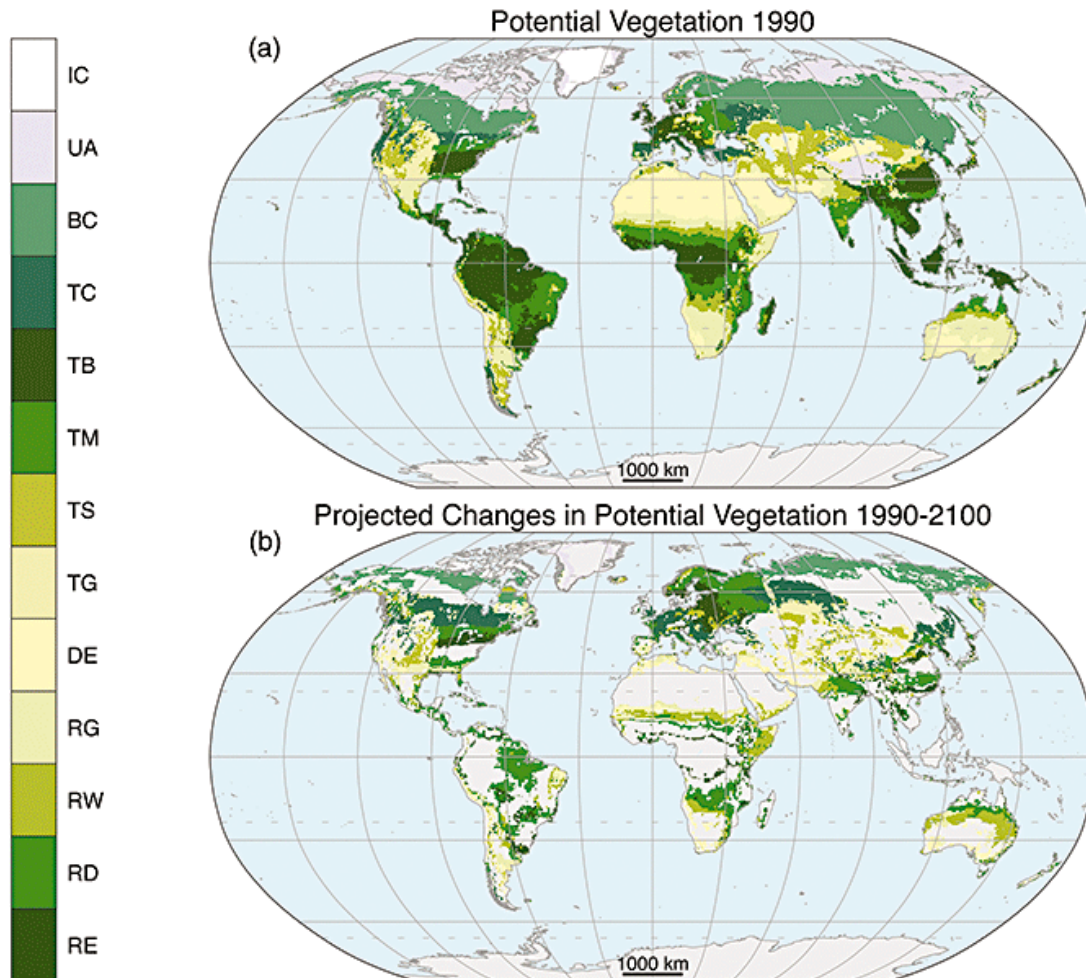 Potential Vegetation 1990
(a)
IC
UA
BC
TC
TB
TM
TS
TG
DE
RG
RW
RD
RE
1000 km
Projected Changes in Potential Vegetation 1990-2100
(b)
1000 km